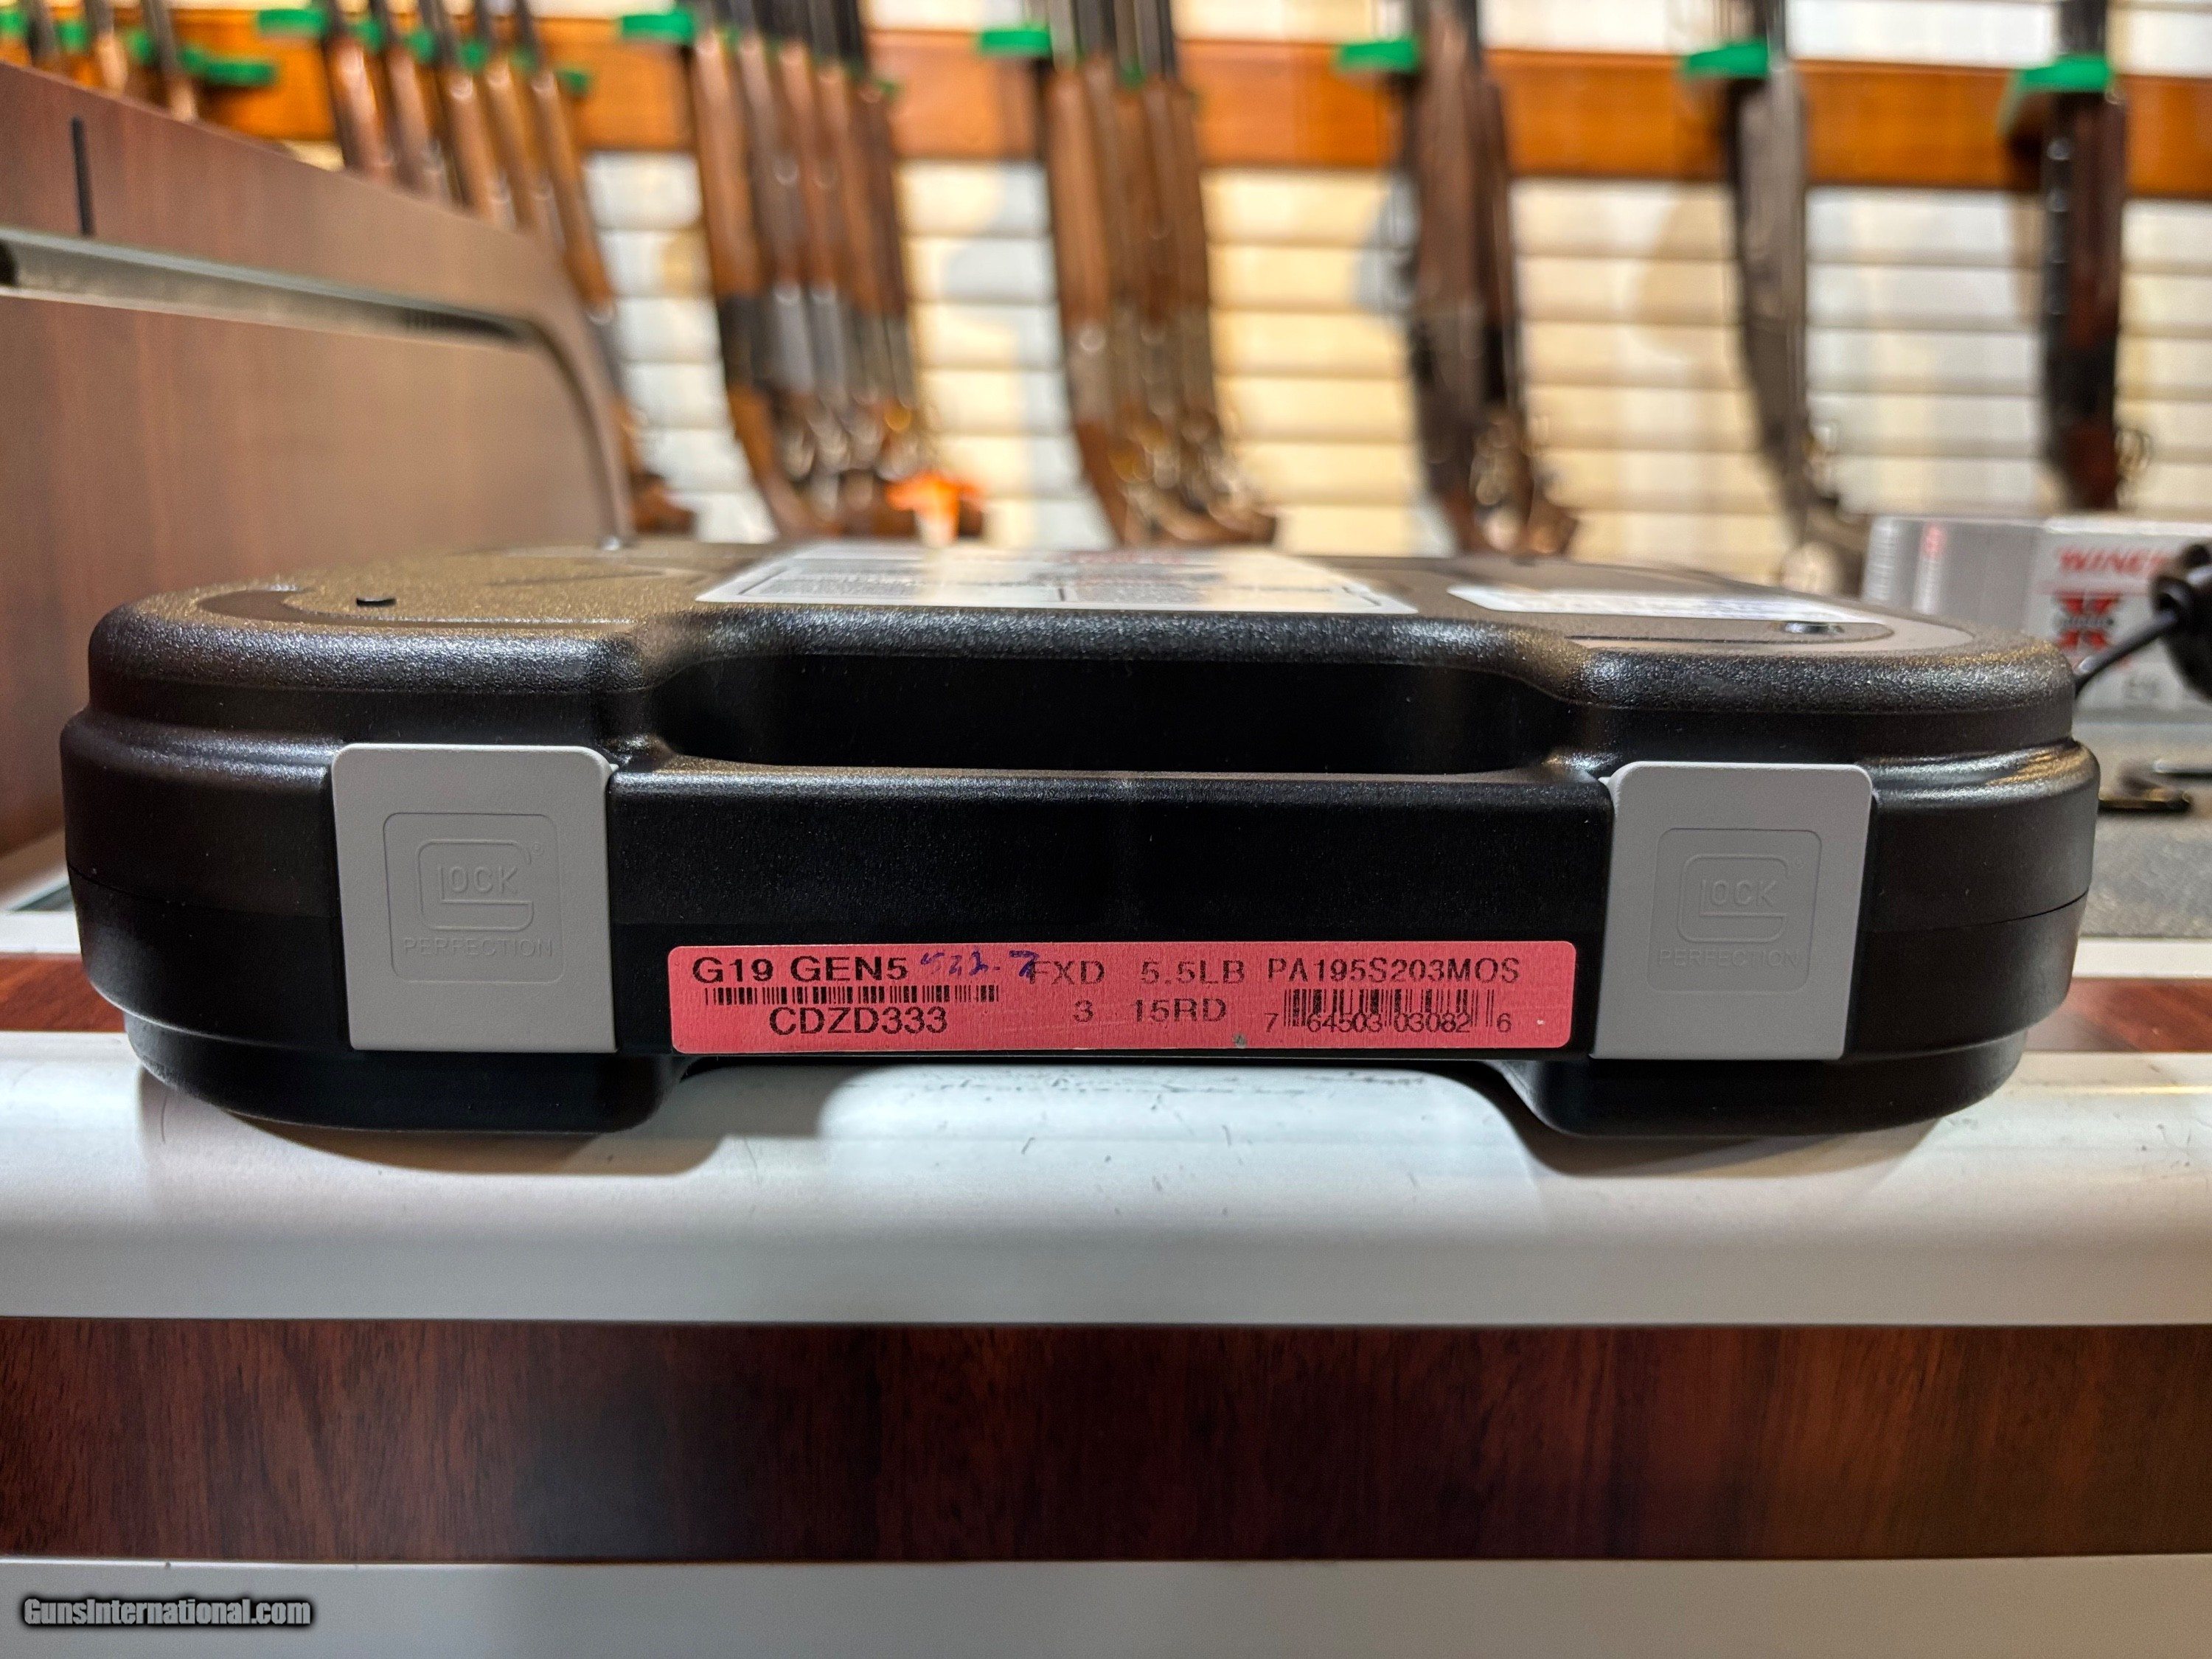 WINCHES
X
GLOCK
PERFECTION
GLOCK
PERFECTION
G19 GEN5 FXD 5.5LB PA195S203MOS
CDZD333 3 15RD 7 64503 03082 6
GunsInternational.com